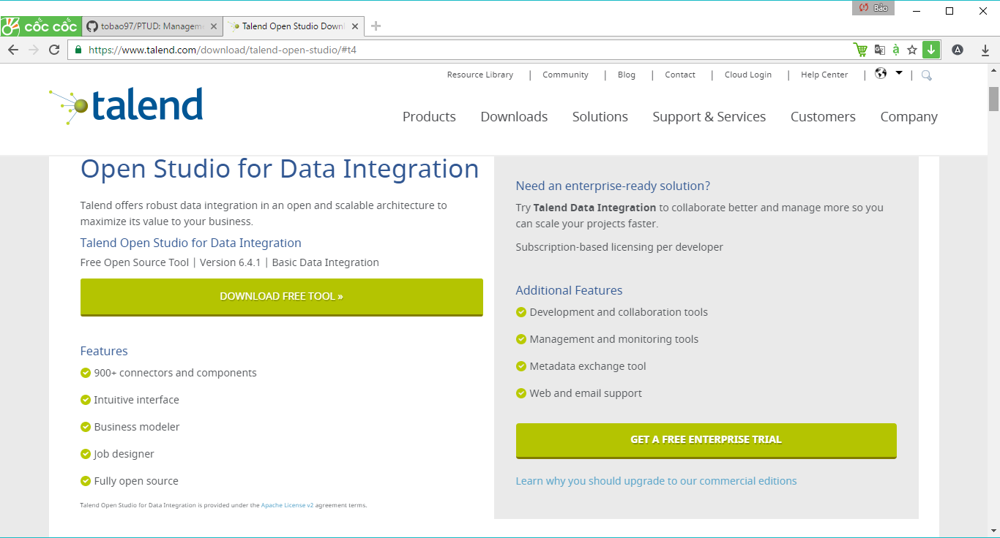 Bảo
cốc cốc
tobao97/PTUD: Managem
Talend Open Studio Down
https://www.talend.com/download/talend-open-studio/#t4
Resource Library | Community | Blog | Contact | Cloud Login | Help Center | |
talend
Products Downloads Solutions Support & Services Customers Company
Open Studio for Data Integration
Talend offers robust data integration in an open and scalable architecture to
maximize its value to your business.
Talend Open Studio for Data Integration
Free Open Source Tool | Version 6.4.1 | Basic Data Integration
DOWNLOAD FREE TOOL »
Features
900+ connectors and components
Intuitive interface
Business modeler
Job designer
Fully open source
Talend Open Studio for Data Integration is provided under the Apache License v2 agreement terms.
Need an enterprise-ready solution?
Try Talend Data Integration to collaborate better and manage more so you
can scale your projects faster.
Subscription-based licensing per developer
Additional Features
Development and collaboration tools
Management and monitoring tools
Metadata exchange tool
Web and email support
GET A FREE ENTERPRISE TRIAL
Learn why you should upgrade to our commercial editions